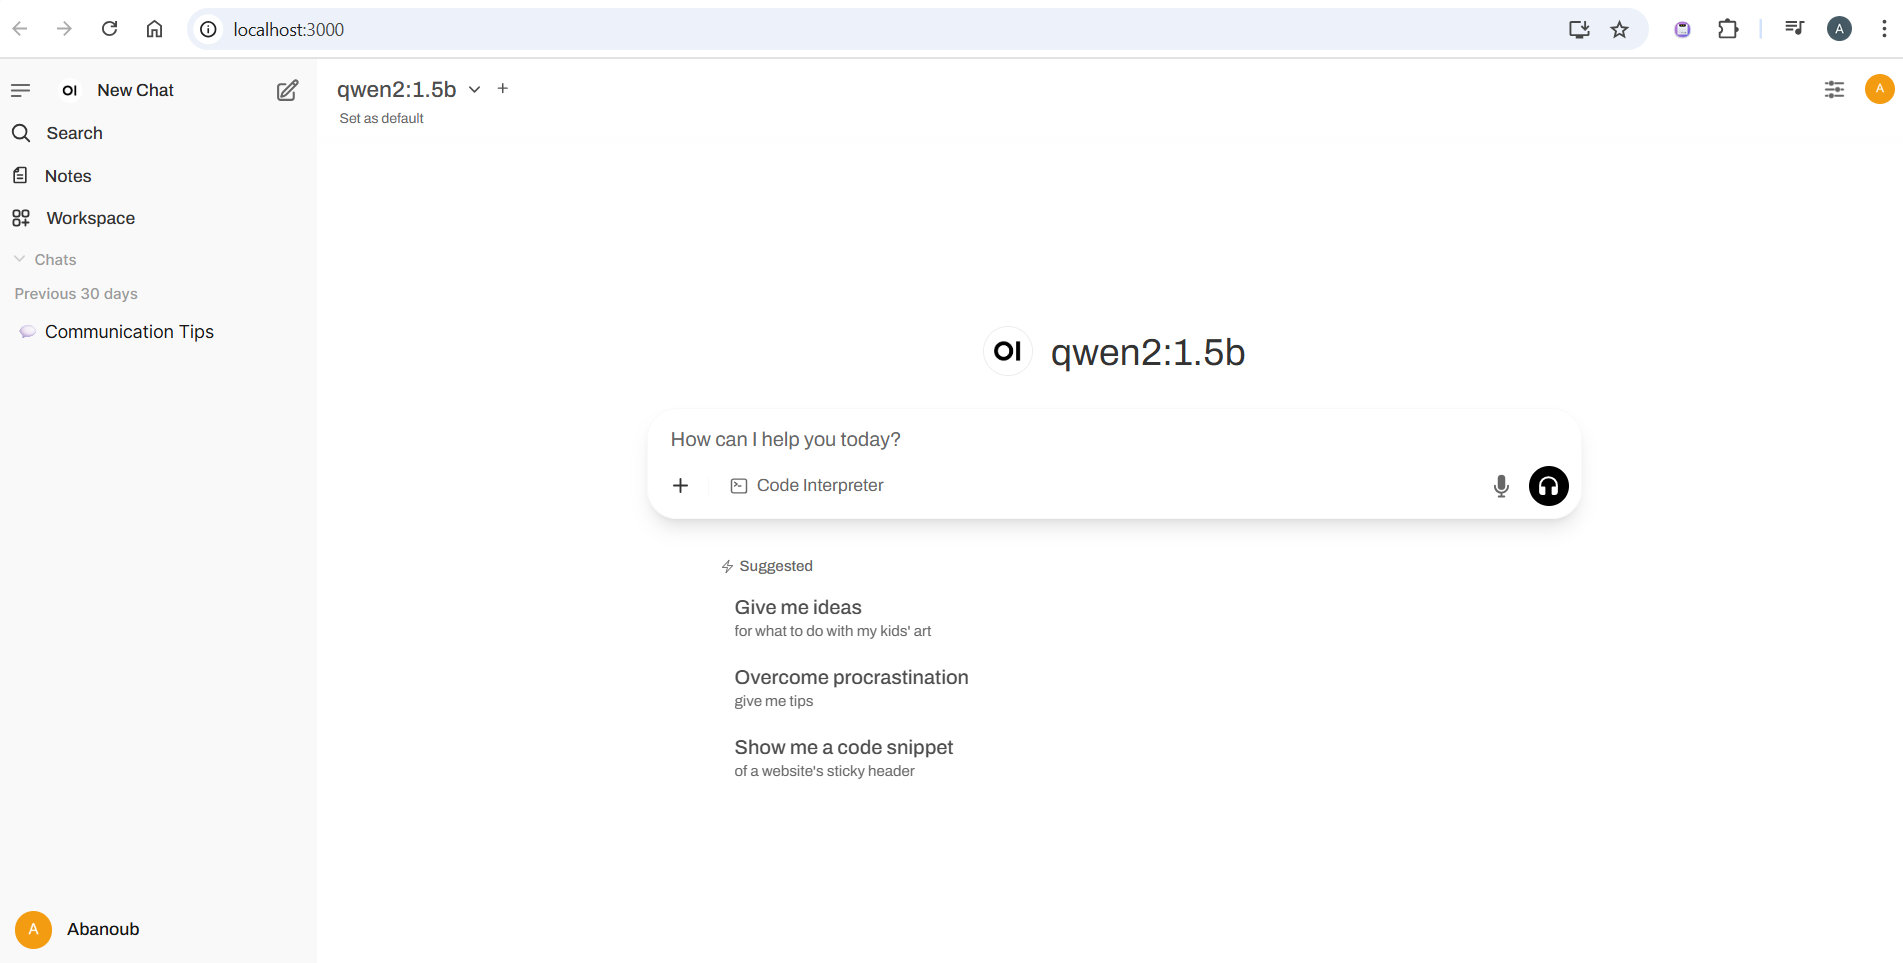 localhost:3000
A
OI New Chat
Search
Notes
Workspace
Chats
Previous 30 days
Communication Tips
Abanoub
A
qwen2:1.5b
Set as default
A
OI qwen2:1.5b
How can I help you today?
Code Interpreter
Suggested
Give me ideas
for what to do with my kids' art
Overcome procrastination
give me tips
Show me a code snippet
of a website's sticky header